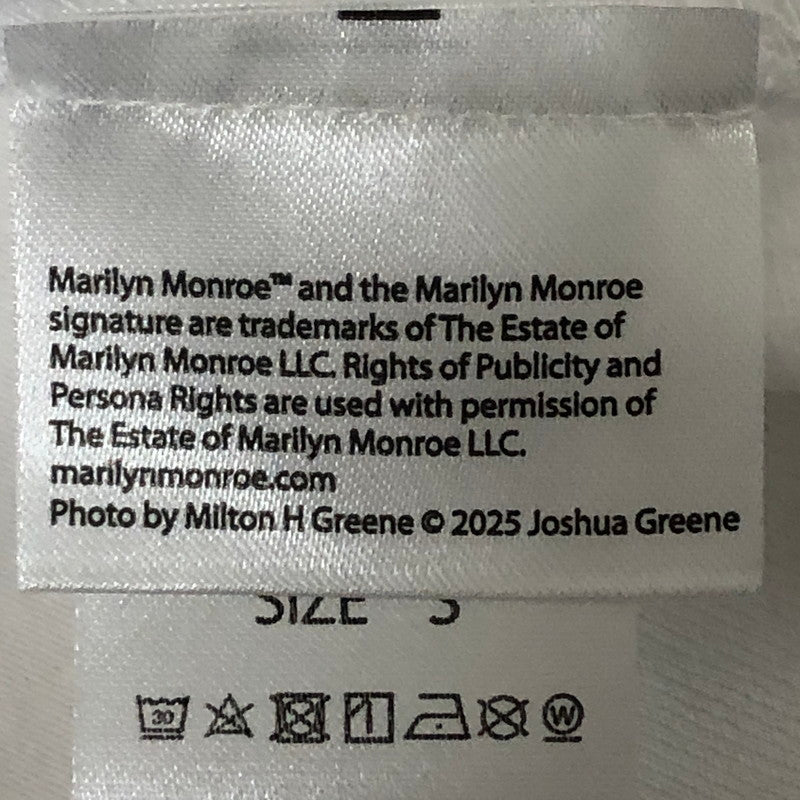 Marilyn Monroe™ and the Marilyn Monroe
signature are trademarks of The Estate of
Marilyn Monroe LLC. Rights of Publicity and
Persona Rights are used with permission of
The Estate of Marilyn Monroe LLC.
marilynmonroe.com
Photo by Milton H Greene © 2025 Joshua Greene
SIZE S
30 W